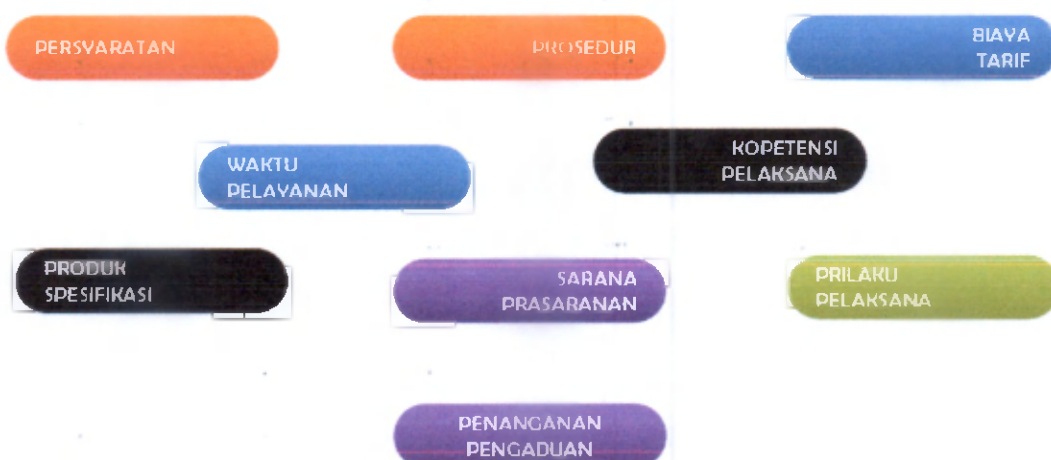 PERSYARATAN
PROSEDUR
BIAYA
TARIF
WAKTU
PELAYANAN
KOPETENSI
PELAKSANA
PRODUK
SPESIFIKASI
SARANA
PRASARANAN
PRILAKU
PELAKSANA
PENANGANAN
PENGADUAN